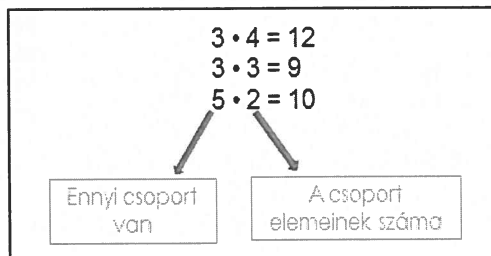 3 • 4 = 12
3 • 3 = 9
5 • 2 = 10
Ennyi csoport
van
A csoport
elemeinek száma